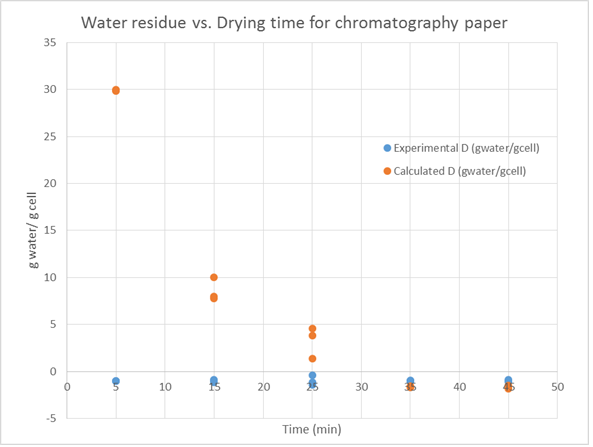 Water residue vs. Drying time for chromatography paper
35
30
25
20
15
10
5
0
-5
g water/ g cell
Experimental D (gwater/gcell)
Calculated D (gwater/gcell)
0 5 15 10 15 20 25 30 35 40 45 50
Time (min)